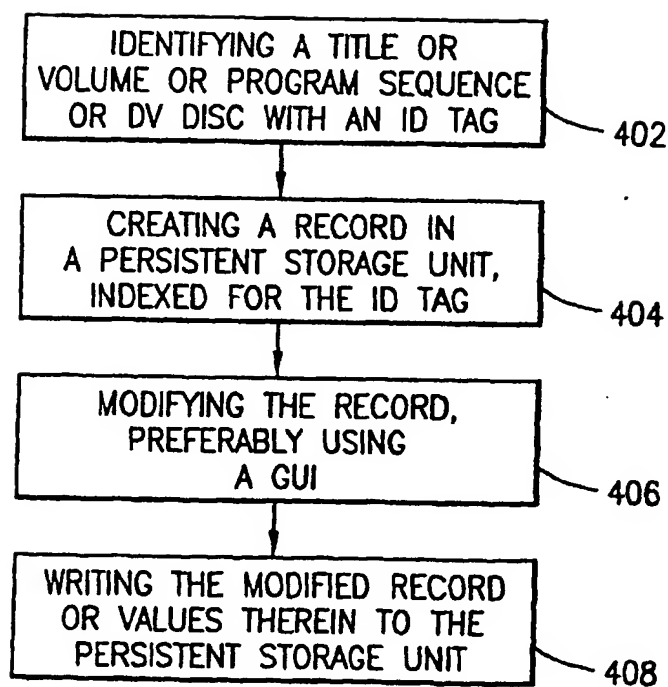 IDENTIFYING A TITLE OR
VOLUME OR PROGRAM SEQUENCE
OR DV DISC WITH AN ID TAG
402
CREATING A RECORD IN
A PERSISTENT STORAGE UNIT,
INDEXED FOR THE ID TAG
404
MODIFYING THE RECORD,
PREFERABLY USING
A GUI
406
WRITING THE MODIFIED RECORD
OR VALUES THEREIN TO THE
PERSISTENT STORAGE UNIT
408